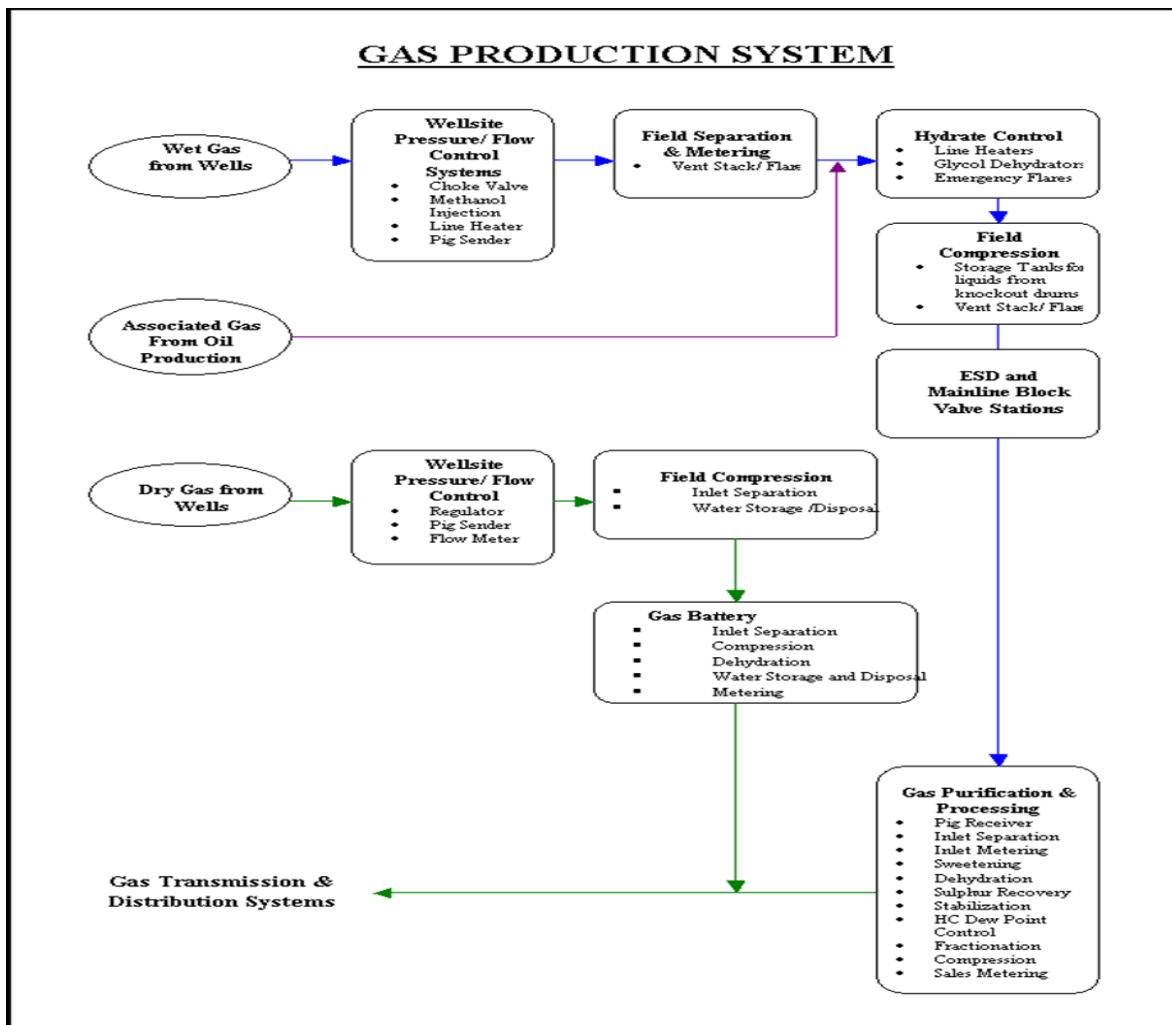 GAS PRODUCTION SYSTEM
Wet Gas
from Wells
Wellsite
Pressure/ Flow
Control
Systems
• Choke Valve
• Methanol
Injection
• Line Heater
• Pig Sender
Field Separation
& Metering
• Vent Stack/ Flare
Hydrate Control
• Line Heaters
• Glycol Dehydrators
• Emergency Flares
Field
Compression
• Storage Tanks for
liquids from
knockout drums
• Vent Stack/ Flare
Associated Gas
From Oil
Production
ESD and
Mainline Block
Valve Stations
Dry Gas from
Wells
Wellsite
Pressure/ Flow
Control
• Regulator
• Pig Sender
• Flow Meter
Field Compression
▪ Inlet Separation
▪ Water Storage /Disposal
Gas Battery
▪ Inlet Separation
▪ Compression
▪ Dehydration
▪ Water Storage and Disposal
▪ Metering
Gas Purification &
Processing
• Pig Receiver
• Inlet Separation
• Inlet Metering
• Sweetening
• Dehydration
• Sulphur Recovery
• Stabilization
• HC Dew Point
Control
• Fractionation
• Compression
• Sales Metering
Gas Transmission &
Distribution Systems